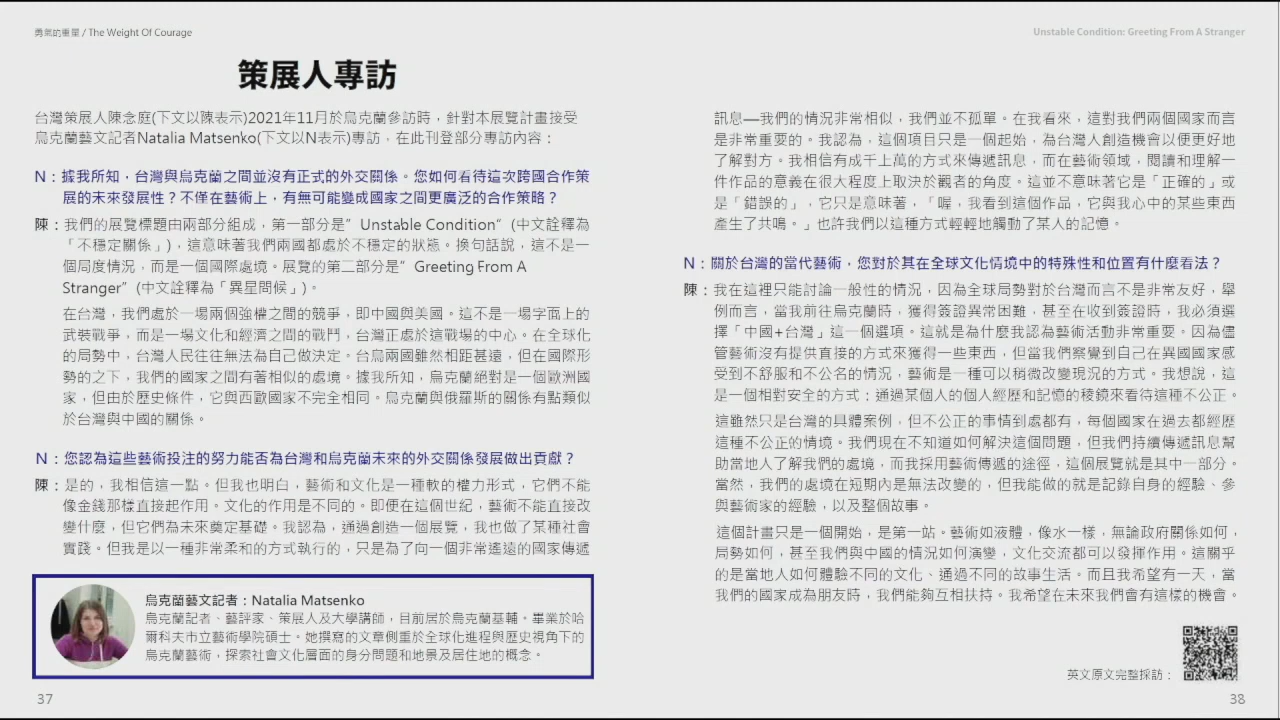 勇氣的重量 / The Weight Of Courage
Unstable Condition: Greeting From A Stranger
策展人專訪
台灣策展人陳念庭(下文以陳表示)2021年11月於烏克蘭參訪時，針對本展覽計畫接受
烏克蘭藝文記者Natalia Matsenko(下文以N表示)專訪，在此刊登部分專訪內容：
N：據我所知，台灣與烏克蘭之間並沒有正式的外交關係。您如何看待這次跨國合作策
展的未來發展性？不僅在藝術上，有無可能變成國家之間更廣泛的合作策略？
陳：我們的展覽標題由兩部分組成，第一部分是”Unstable Condition“(中文詮釋為
「不穩定關係」)，這意味著我們兩國都處於不穩定的狀態。換句話說，這不是一
個局度情況，而是一個國際處境。展覽的第二部分是”Greeting From A
Stranger”(中文詮釋為「異星問候」)。
在台灣，我們處於一場兩個強權之間的競爭，即中國與美國。這不是一場字面上的
武裝戰爭，而是一場文化和經濟之間的戰鬥，台灣正處於這戰場的中心。在全球化
的局勢中，台灣人民往往無法為自己做決定。台烏兩國雖然相距甚遠，但在國際形
勢的之下，我們的國家之間有著相似的處境。據我所知，烏克蘭絕對是一個歐洲國
家，但由於歷史條件，它與西歐國家不完全相同。烏克蘭與俄羅斯的關係有點類似
於台灣與中國的關係。
N：您認為這些藝術投注的努力能否為台灣和烏克蘭未來的外交關係發展做出貢獻？
陳：是的，我相信這一點。但我也明白，藝術和文化是一種軟的權力形式，它們不能
像金錢那樣直接起作用。文化的作用是不同的。即便在這個世紀，藝術不能直接改
變什麼，但它們為未來奠定基礎。我認為，通過創造一個展覽，我也做了某種社會
實踐。但我是以一種非常柔和的方式執行的，只是為了向一個非常遙遠的國家傳遞
烏克蘭藝文記者：Natalia Matsenko
烏克蘭記者、藝評家、策展人及大學講師，目前居於烏克蘭基輔。畢業於哈
爾科夫市立藝術學院碩士。她撰寫的文章側重於全球化進程與歷史視角下的
烏克蘭藝術，探索社會文化層面的身分問題和地景及居住地的概念。
37
訊息—我們的情況非常相似，我們並不孤單。在我看來，這對我們兩個國家而言
是非常重要的。我認為，這個項目只是一個起始，為台灣人創造機會以便更好地
了解對方。我相信有成千上萬的方式來傳遞訊息，而在藝術領域，閱讀和理解一
件作品的意義在很大程度上取決於觀者的角度。這並不意味著它是「正確的」或
是「錯誤的」，它只是意味著，「喔，我看到這個作品，它與我心中的某些東西
產生了共鳴。」也許我們以這種方式輕輕地觸動了某人的記憶。
N：關於台灣的當代藝術，您對於其在全球文化情境中的特殊性和位置有什麼看法？
陳：我在這裡只能討論一般性的情況，因為全球局勢對於台灣而言不是非常友好，舉
例而言，當我前往烏克蘭時，獲得簽證異常困難，甚至在收到簽證時，我必須選
擇「中國+台灣」這一個選項。這就是為什麼我認為藝術活動非常重要。因為儘
管藝術沒有提供直接的方式來獲得一些東西，但當我們察覺到自己在異國國家感
受到不舒服和不公名的情況，藝術是一種可以稍微改變現況的方式。我想說，這
是一個相對安全的方式：通過某個人的個人經歷和記憶的稜鏡來看待這種不公正。
這雖然只是台灣的具體案例，但不公正的事情到處都有，每個國家在過去都經歷
這種不公正的情境。我們現在不知道如何解決這個問題，但我們持續傳遞訊息幫
助當地人了解我們的處境，而我採用藝術傳遞的途徑，這個展覽就是其中一部分。
當然，我們的處境在短期內是無法改變的，但我能做的就是記錄自身的經驗、參
與藝術家的經驗，以及整個故事。
這個計畫只是一個開始，是第一站。藝術如液體，像水一樣，無論政府關係如何，
局勢如何，甚至我們與中國的情況如何演變，文化交流都可以發揮作用。這關乎
的是當地人如何體驗不同的文化、通過不同的故事生活。而且我希望有一天，當
我們的國家成為朋友時，我們能夠互相扶持。我希望在未來我們會有這樣的機會。
英文原文完整採訪：
38